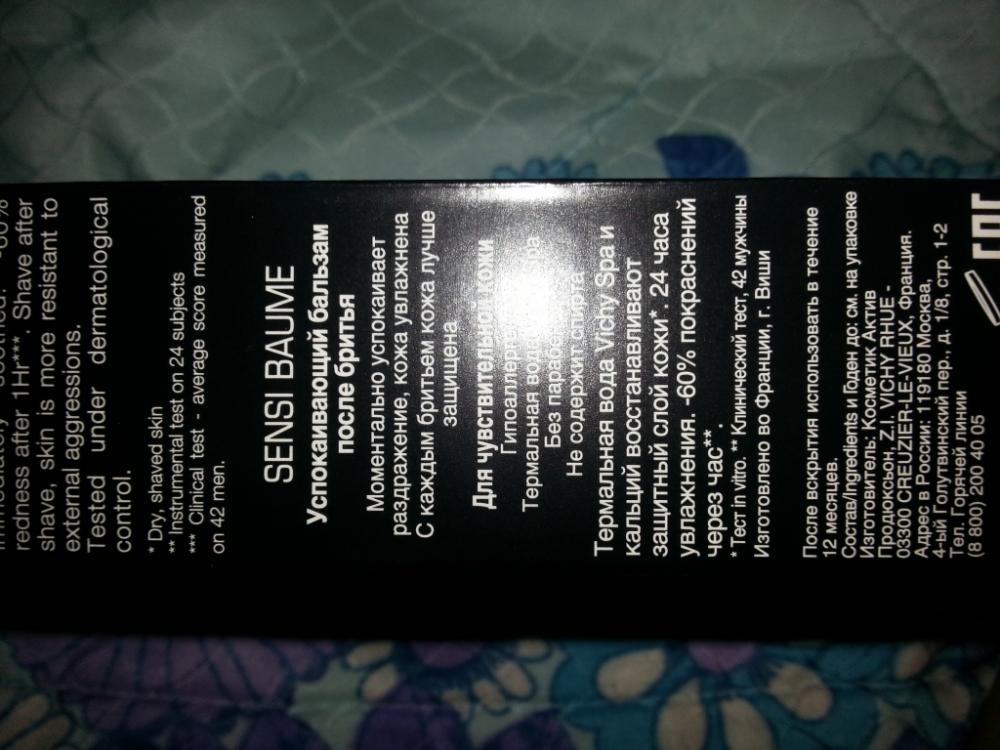 redness after 1Hr***. Shave after
shave, skin is more resistant to
external aggressions.
Tested under dermatological
control.
* Dry, shaved skin
** Instrumental test on 24 subjects
*** Clinical test - average score measured
on 42 men.
SENSI BAUME
Успокаивающий бальзам
после бритья
Моментально успокаивает
раздражение, кожа увлажнена
С каждым бритьем кожа лучше
защищена
Для чувствительной кожи
Термальная вода
Без
Не содержит спирта
Термальная вода Vichy Spa и
кальций восстанавливают
защитный слой кожи*. 24 часа
увлажнения. -60% покраснений
через час**.
* Тест in vitro. ** Клинический тест, 42 мужчины
Изготовлено во Франции, г. Виши
После вскрытия использовать в течение
12 месяцев.
Состав/Ingredients и Годен до: см. на упаковке
Изготовитель: Косметик Актив
Продюксьон, Z.I. VICHY RHUE -
03300 CREUZIER-LE-VIEUX, Франция.
Адрес в России: 119180 Москва,
4-ый Голутвинский пер., д. 1/8, стр. 1-2
Тел. Горячей линии
(8 800) 200 40 05